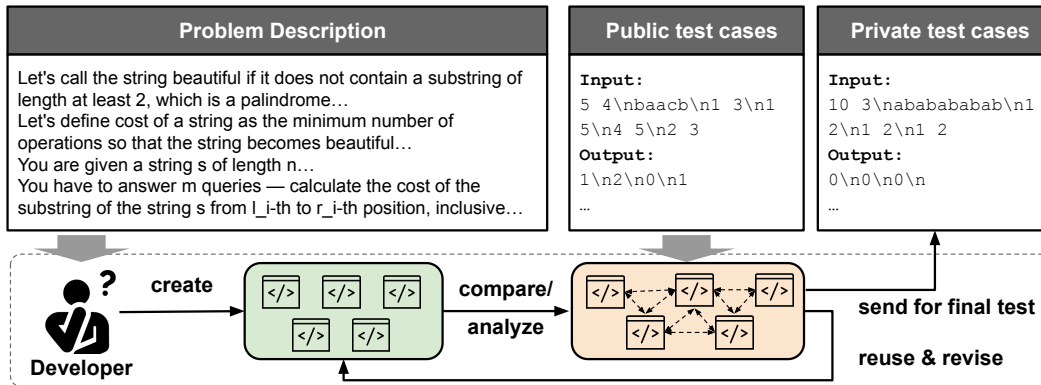 Problem Description
Let's call the string beautiful if it does not contain a substring of
length at least 2, which is a palindrome…
Let's define cost of a string as the minimum number of
operations so that the string becomes beautiful…
You are given a string s of length n…
You have to answer m queries — calculate the cost of the
substring of the string s from l_i-th to r_i-th position, inclusive…
Public test cases
Input:
5 4\nbaacb\n1 3\n1
5\n4 5\n2 3
Output:
1\n2\n0\n1
…
Private test cases
Input:
10 3\nababababab\n1
2\n1 2\n1 2
Output:
0\n0\n0\n
…
?
Developer
create
</>
</>
</>
</>
</>
compare/
analyze
</>
</>
</>
</>
</>
send for final test
reuse & revise